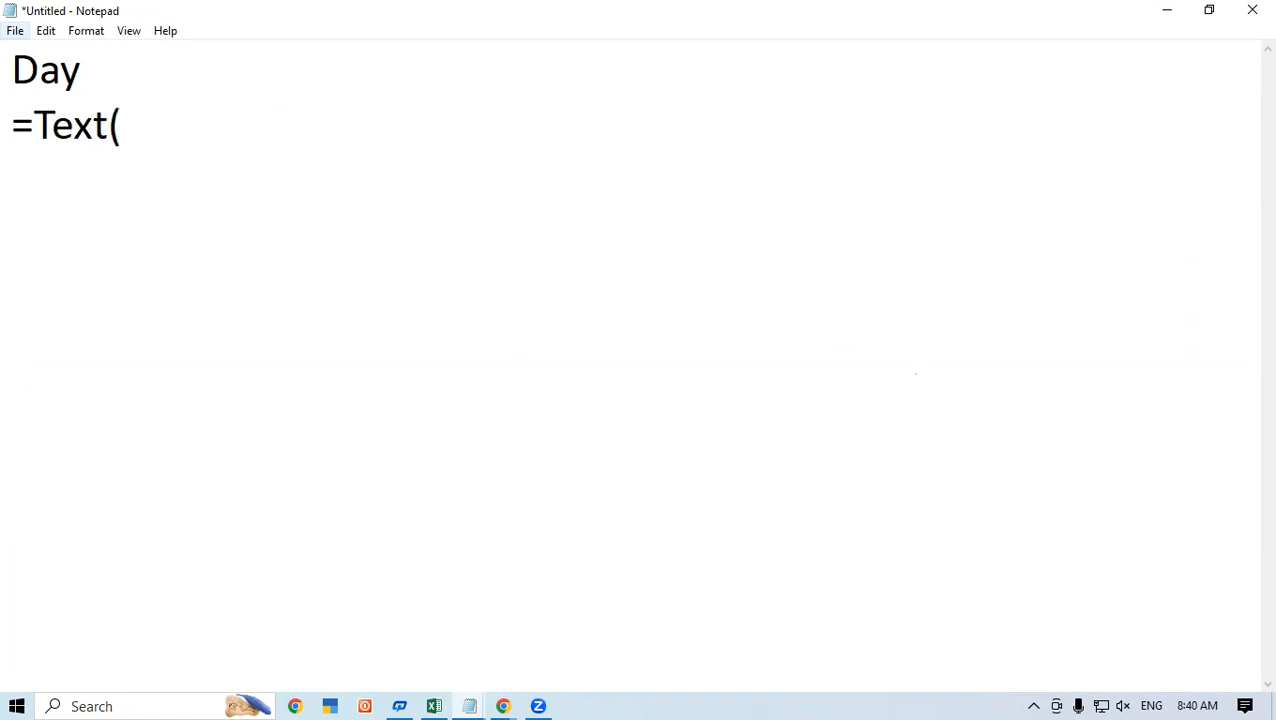 *Untitled - Notepad
File Edit Format View Help
Day
=Text(
Search
ENG 8:40 AM